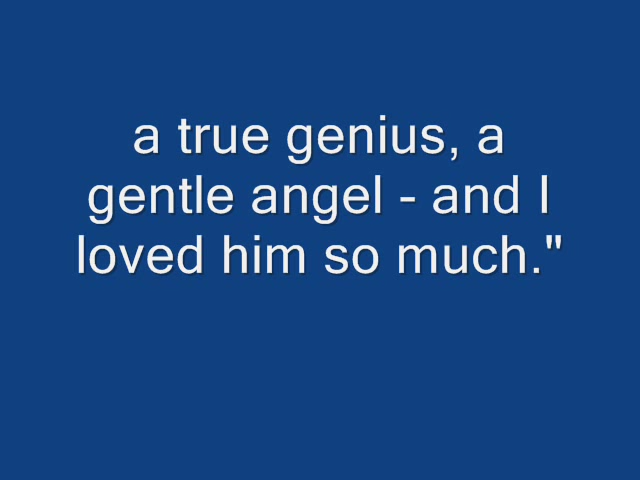 a true genius, a
gentle angel - and I
loved him so much."